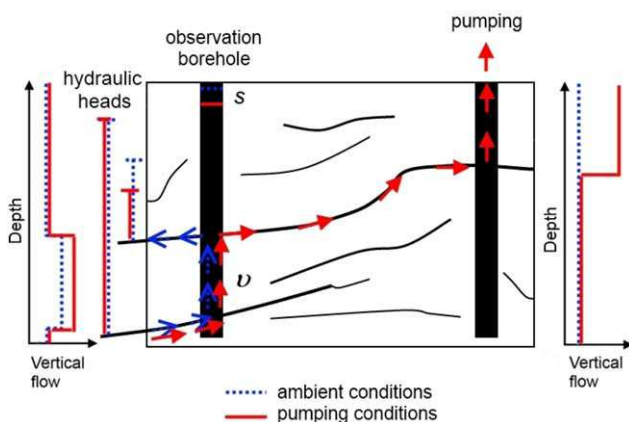 pumping
observation
borehole
hydraulic
heads
s
Depth
υ
Depth
Vertical
flow
Vertical
flow
ambient conditions
pumping conditions